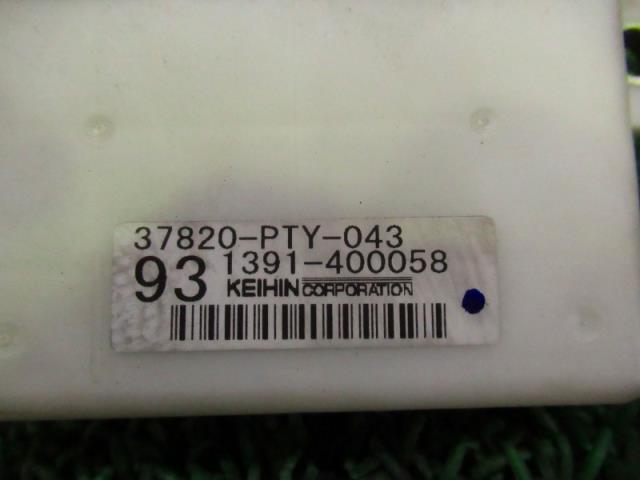 37820-PTY-043
93 1391-400058
KEIHIN CORPORATION